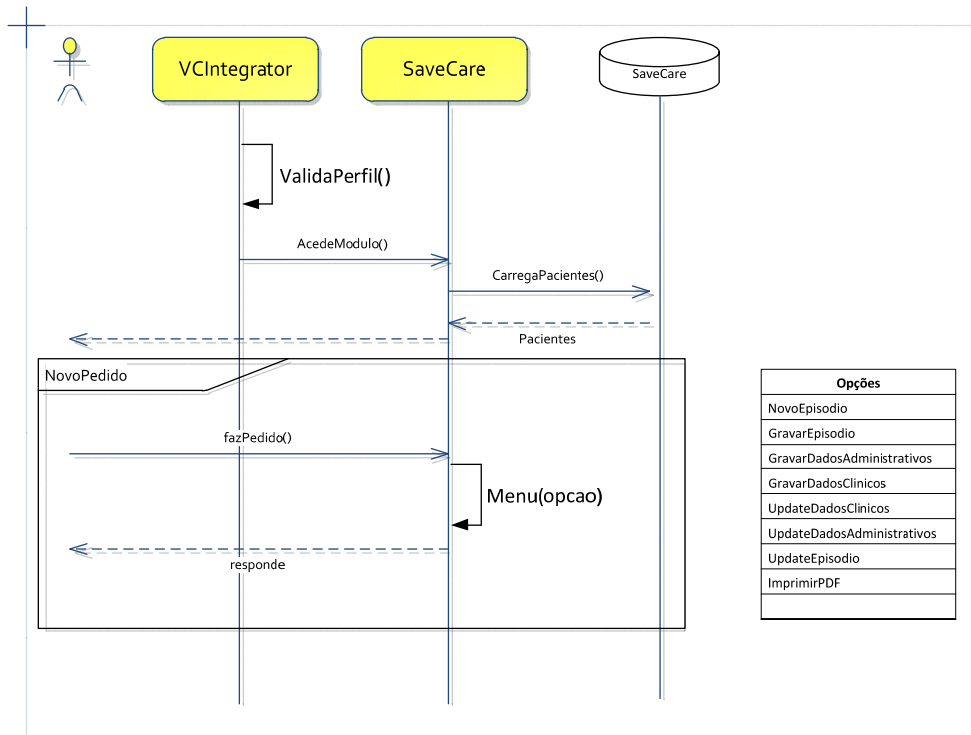 VCIntegrator
SaveCare
SaveCare
ValidaPerfil()
AcedeModulo()
CarregaPacientes()
Pacientes
NovoPedido
fazPedido()
Menu(opcao)
responde
Opções
NovoEpisodio
GravarEpisodio
GravarDadosAdministrativos
GravarDadosClinicos
UpdateDadosClinicos
UpdateDadosAdministrativos
UpdateEpisodio
ImprimirPDF